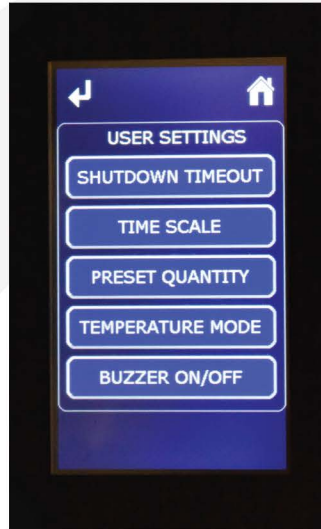 USER SETTINGS
SHUTDOWN TIMEOUT
TIME SCALE
PRESET QUANTITY
TEMPERATURE MODE
BUZZER ON/OFF